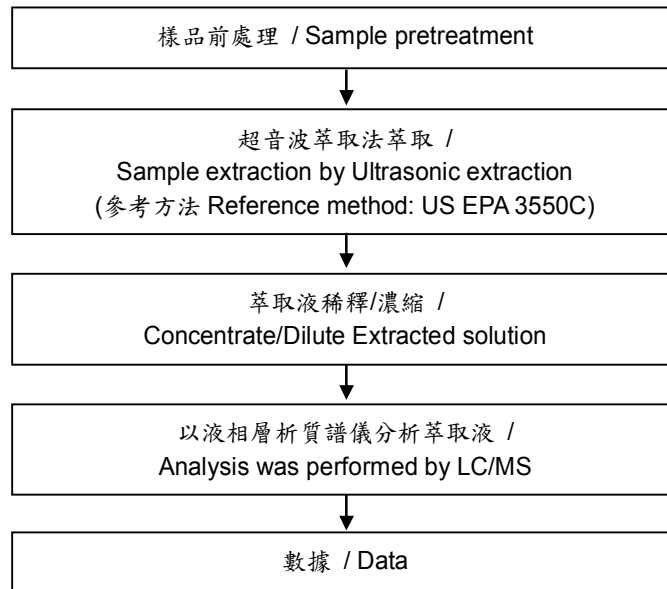 樣品前處理 / Sample pretreatment
超音波萃取法萃取 /
Sample extraction by Ultrasonic extraction
(參考方法 Reference method: US EPA 3550C)
萃取液稀釋/濃縮 /
Concentrate/Dilute Extracted solution
以液相層析質譜儀分析萃取液 /
Analysis was performed by LC/MS
數據 / Data